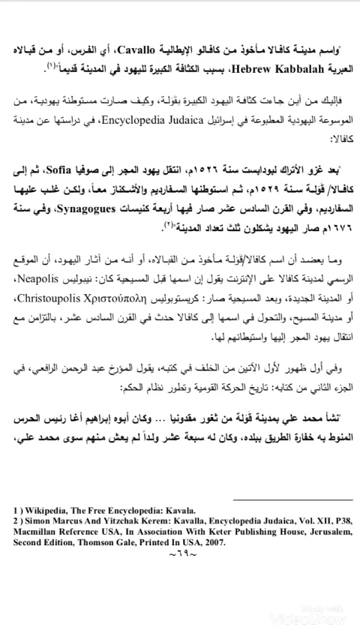 "واسم مدينة كافالا مأخوذ من كافالو الإيطالية Cavallo، أي الفرس، أو من قبالاه
العبرية Hebrew Kabbalah، بسبب الكثافة الكبيرة لليهود في المدينة قديماً"(١).
فإليك من أين جاءت كثافة اليهود الكبيرة بقولة، وكيف صارت مستوطنة يهودية، من
الموسوعة اليهودية المطبوعة في إسرائيل Encyclopedia Judaica، في دراستها عن مدينة
كافالا:
"بعد غزو الأتراك لبودابست سنة ١٥٢٦م، انتقل يهود المجر إلى صوفيا Sofia، ثم إلى
كافالا/ قولة سنة ١٥٢٩م، ثم استوطنها السفارديم والأشكناز معاً، ولكن غلب عليها
السفارديم، وفي القرن السادس عشر صار فيها أربعة كنيسات Synagogues، وفي سنة
١٦٧٦م صار اليهود يشكلون ثلث تعداد المدينة"(٢).
وما يعضد أن اسم كافالا/قولة مأخوذ من القبالاه، أو أنه من آثار اليهود، أن الموقع
الرسمي لمدينة كافالا على الإنترنت يقول إن اسمها قبل المسيحية كان: نيبوليس Neapolis،
أو المدينة الجديدة، وبعد المسيحية صار: كريستوبوليس Christoupolis Χριστούπολη،
أو مدينة المسيح، والتحول في اسمها إلى كافالا حدث في القرن السادس عشر، بالتزامن مع
انتقال يهود المجر إليها واستيطانهم لها.
وفي أول ظهور لأول الآتين من الخلف في كتبه، يقول المؤرخ عبد الرحمن الرافعي، في
الجزء الثاني من كتابه: تاريخ الحركة القومية وتطور نظام الحكم:
"نشأ محمد علي بمدينة قولة من ثغور مقدونيا ... وكان أبوه إبراهيم أغا رئيس الحرس
المنوط به خفارة الطريق ببلده، وكان له سبعة عشر ولداً لم يعش منهم سوى محمد علي،
1 ) Wikipedia, The Free Encyclopedia: Kavala.
2 ) Simon Marcus And Yitzchak Kerem: Kavalla, Encyclopedia Judaica, Vol. XII, P38,
Macmillan Reference USA, In Association With Keter Publishing House, Jerusalem,
Second Edition, Thomson Gale, Printed In USA, 2007.
~٦٩~
Made with
VideoShow